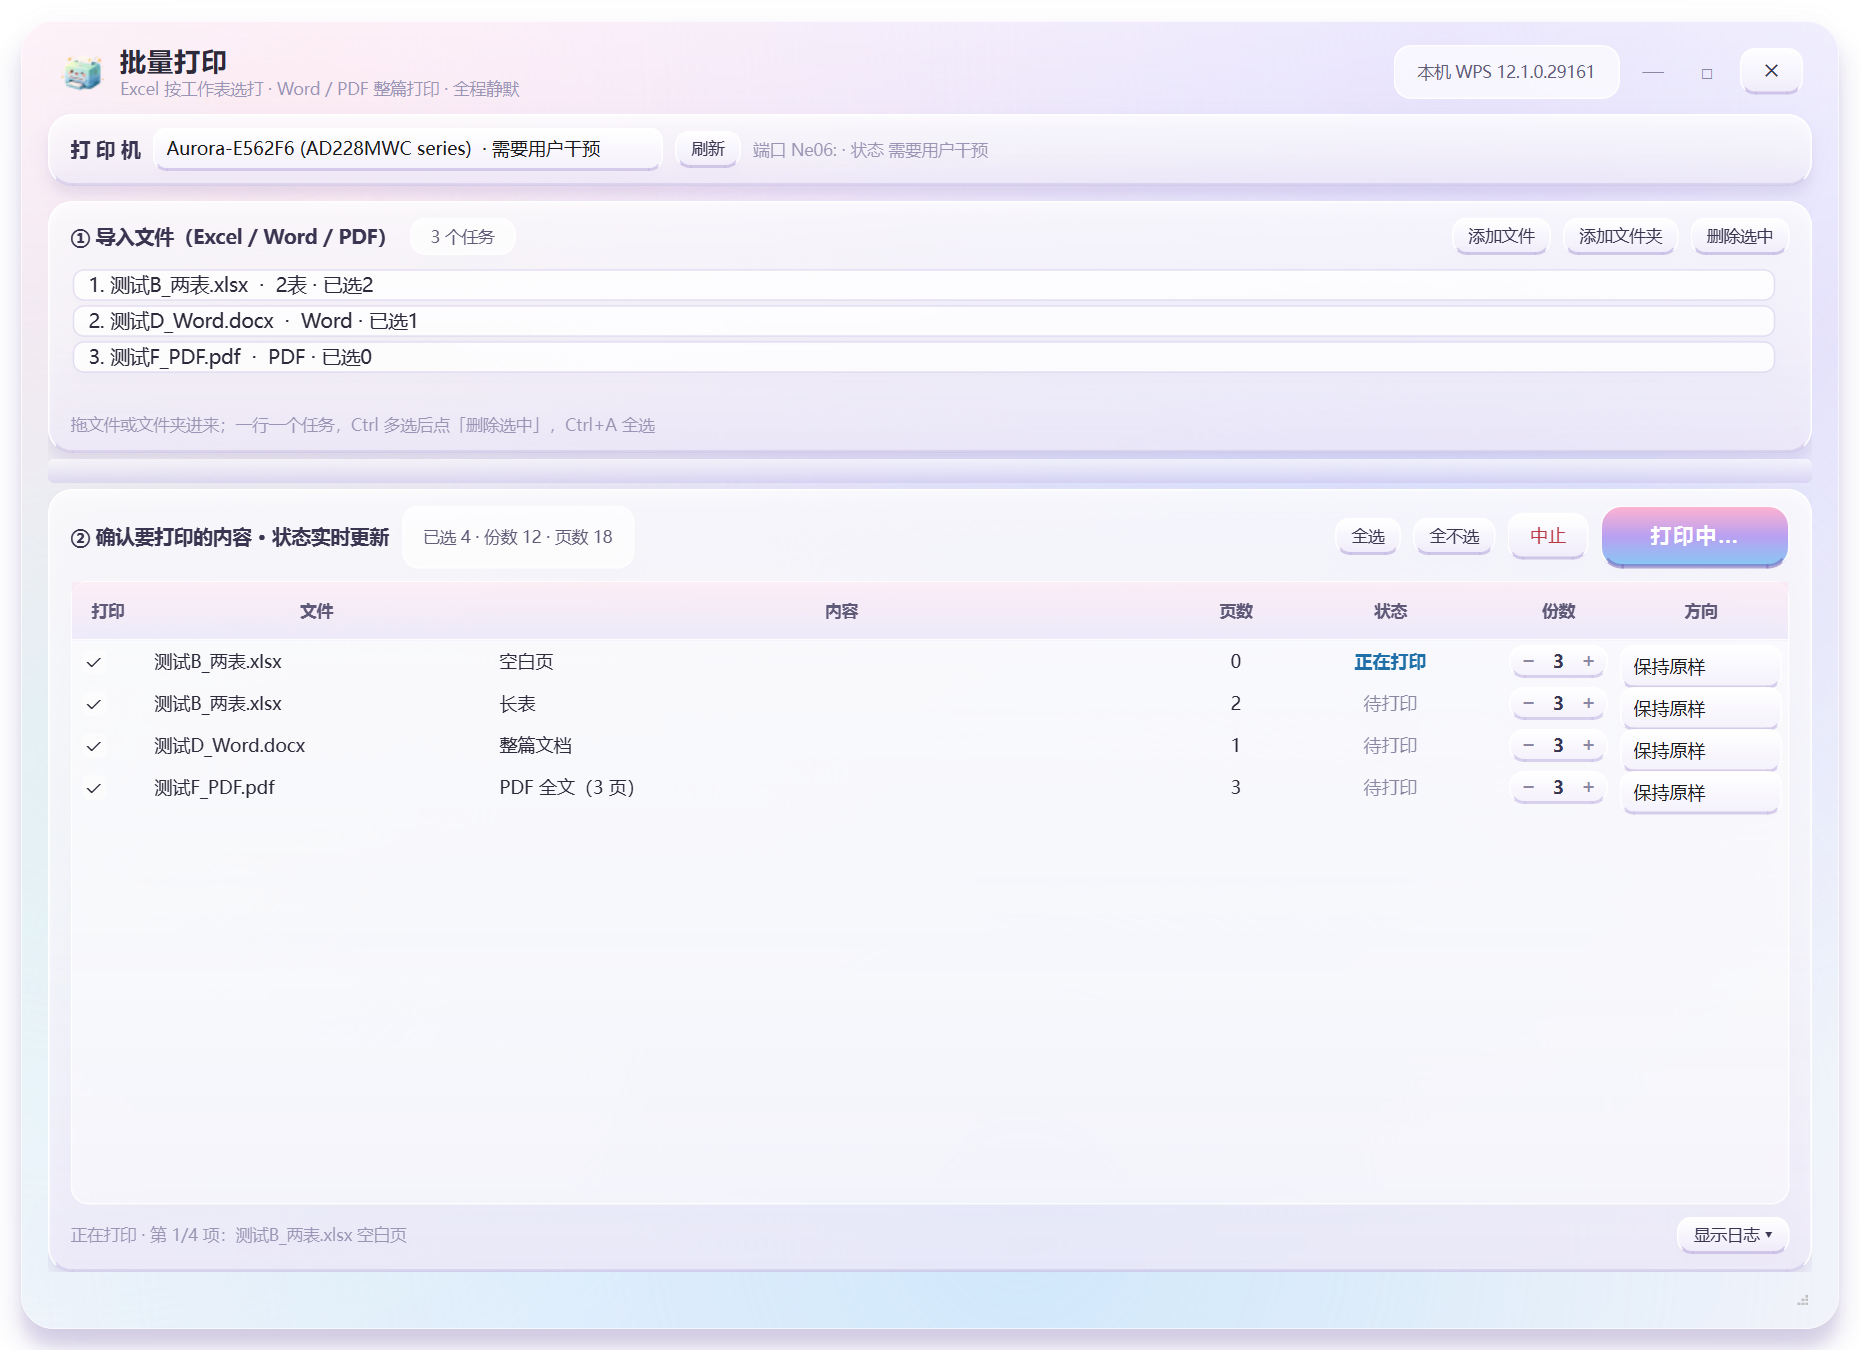 批量打印
Excel 按工作表选打 · Word / PDF 整篇打印 · 全程静默
本机 WPS 12.1.0.29161
打 印 机
Aurora-E562F6 (AD228MWC series) · 需要用户干预
刷新
端口 Ne06: · 状态 需要用户干预
① 导入文件（Excel / Word / PDF）
3 个任务
添加文件
添加文件夹
删除选中
1. 测试B_两表.xlsx · 2表 · 已选2
2. 测试D_Word.docx · Word · 已选1
3. 测试F_PDF.pdf · PDF · 已选0
拖文件或文件夹进来；一行一个任务，Ctrl 多选后点「删除选中」，Ctrl+A 全选
② 确认要打印的内容 • 状态实时更新
已选 4 · 份数 12 · 页数 18
全选
全不选
中止
打印中...
打印 文件 内容 页数 状态 份数 方向
测试B_两表.xlsx 空白页 0 正在打印 − 3 + 保持原样
测试B_两表.xlsx 长表 2 待打印 − 3 + 保持原样
测试D_Word.docx 整篇文档 1 待打印 − 3 + 保持原样
测试F_PDF.pdf PDF 全文（3 页） 3 待打印 − 3 + 保持原样
正在打印 · 第 1/4 项：测试B_两表.xlsx 空白页
显示日志 ▾